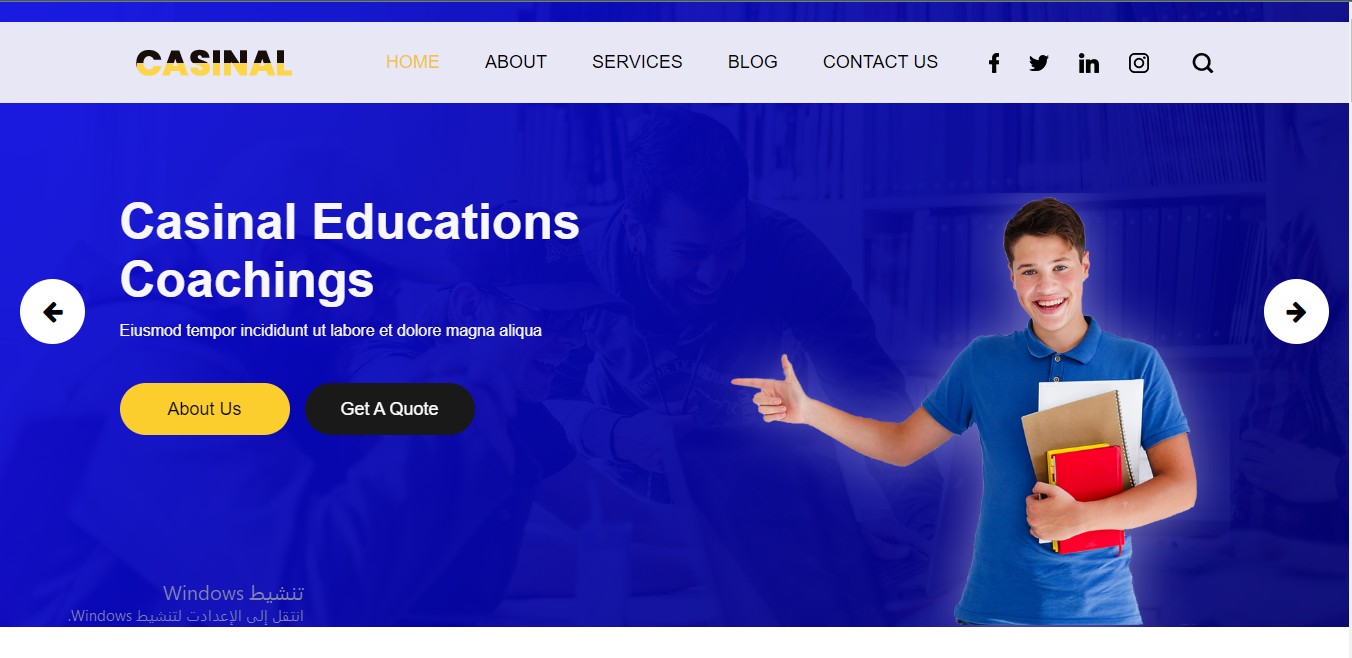 CASINAL
HOME
ABOUT
SERVICES
BLOG
CONTACT US
Casinal Educations
Coachings
Eiusmod tempor incididunt ut labore et dolore magna aliqua
About Us
Get A Quote
تنشيط Windows
انتقل إلى الإعدادت لتنشيط Windows.